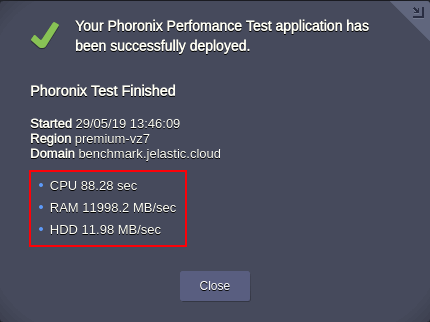 Your Phoronix Perfomance Test application has
been successfully deployed.
Phoronix Test Finished
Started 29/05/19 13:46:09
Region premium-vz7
Domain benchmark.jelastic.cloud
CPU 88.28 sec
RAM 11998.2 MB/sec
HDD 11.98 MB/sec
Close